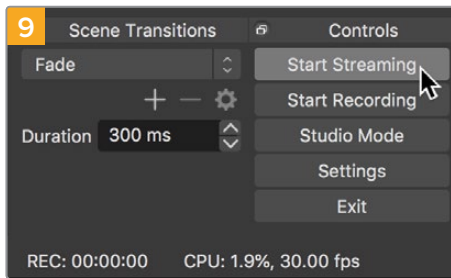 9
Scene Transitions
Controls
Fade
Start Streaming
Start Recording
Duration 300 ms
Studio Mode
Settings
Exit
REC: 00:00:00 CPU: 1.9%, 30.00 fps